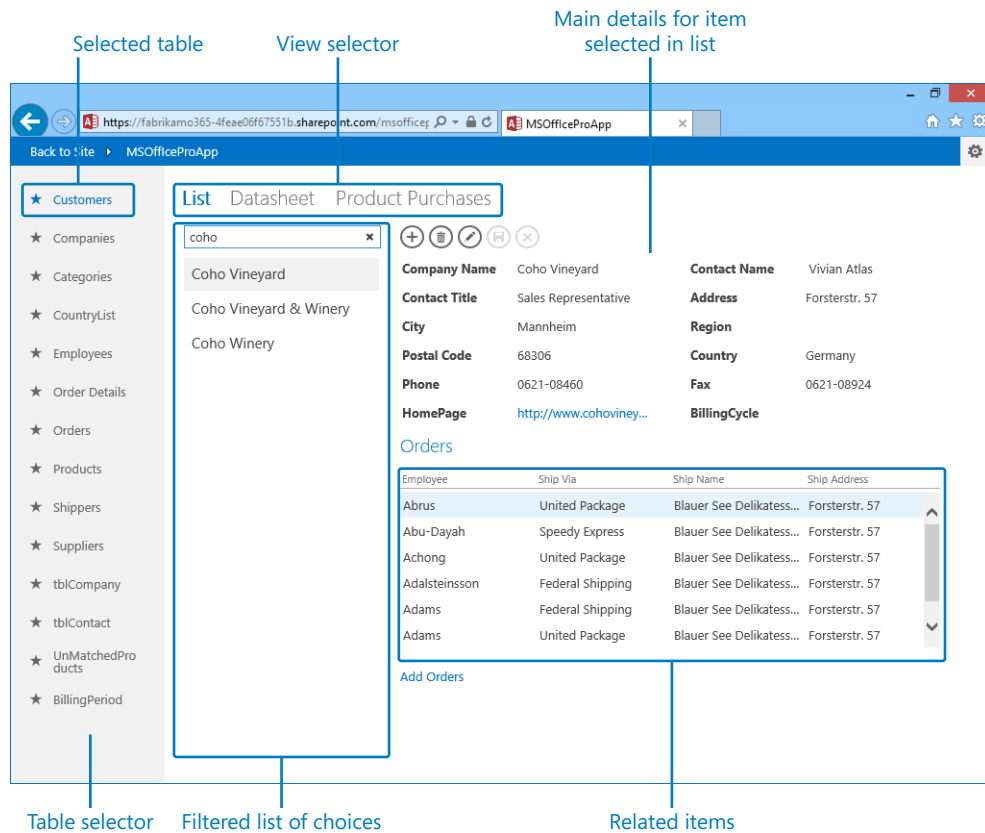 Main details for item
selected in list
Selected table
View selector
https://fabrikamo365-4feae06f67551b.sharepoint.com/msofficep
MSOfficeProApp
Back to Site MSOfficeProApp
Customers
Companies
Categories
CountryList
Employees
Order Details
Orders
Products
Shippers
Suppliers
tblCompany
tblContact
UnMatchedPro
ducts
BillingPeriod
List Datasheet Product Purchases
coho
Coho Vineyard
Coho Vineyard & Winery
Coho Winery
Company Name Coho Vineyard Contact Name Vivian Atlas
Contact Title Sales Representative Address Forsterstr. 57
City Mannheim Region
Postal Code 68306 Country Germany
Phone 0621-08460 Fax 0621-08924
HomePage http://www.cohoviney... BillingCycle
Orders
Employee Ship Via Ship Name Ship Address
Abrus United Package Blauer See Delikatess... Forsterstr. 57
Abu-Dayah Speedy Express Blauer See Delikatess... Forsterstr. 57
Achong United Package Blauer See Delikatess... Forsterstr. 57
Adalsteinsson Federal Shipping Blauer See Delikatess... Forsterstr. 57
Adams Federal Shipping Blauer See Delikatess... Forsterstr. 57
Adams United Package Blauer See Delikatess... Forsterstr. 57
Add Orders
Table selector
Filtered list of choices
Related items